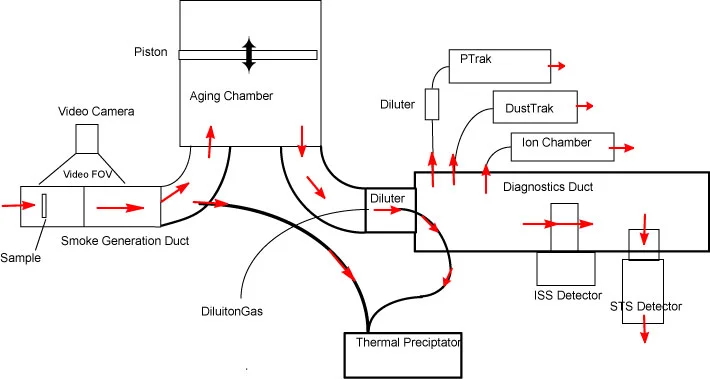 Piston
PTrak
Aging Chamber
Diluter
DustTrak
Video Camera
Ion Chamber
Video FOV
Diagnostics Duct
Diluter
Smoke Generation Duct
Sample
ISS Detector
STS Detector
DiluitonGas
Thermal Preciptator